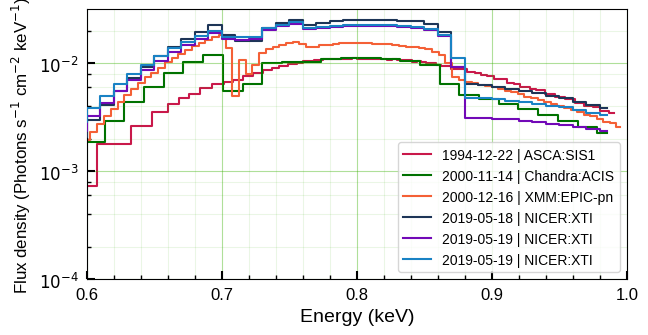 Flux density (Photons s⁻¹ cm⁻² keV⁻¹)
10⁻²
10⁻³
10⁻⁴
1994-12-22 | ASCA:SIS1
2000-11-14 | Chandra:ACIS
2000-12-16 | XMM:EPIC-pn
2019-05-18 | NICER:XTI
2019-05-19 | NICER:XTI
2019-05-19 | NICER:XTI
0.6 0.7 0.8 0.9 1.0
Energy (keV)